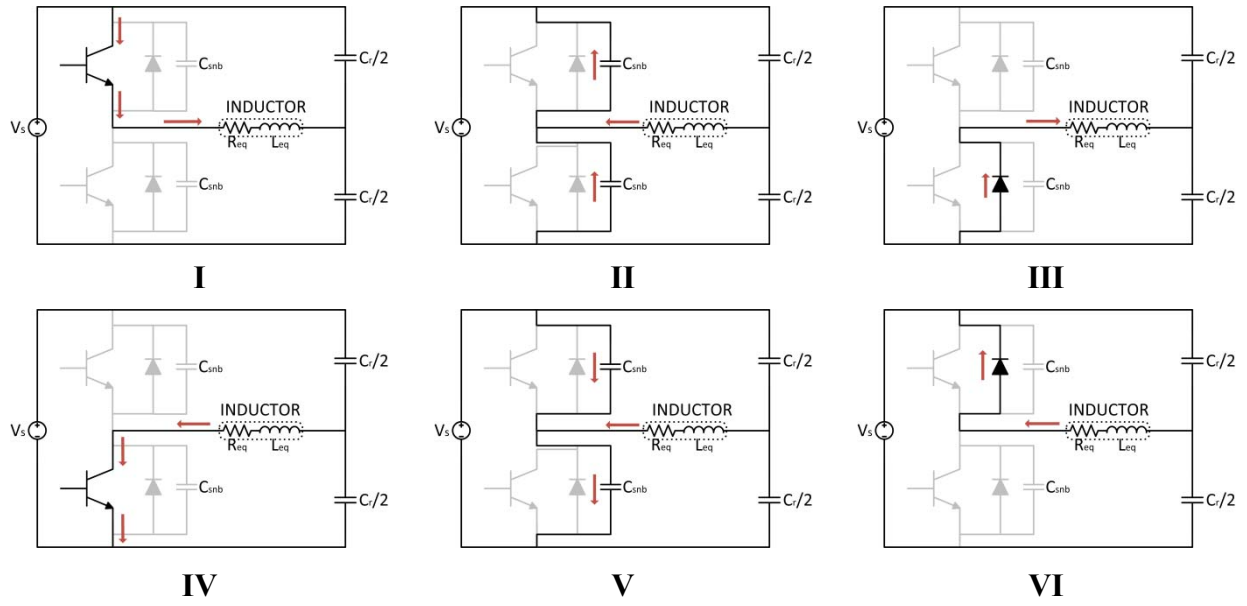 Vs
Csnb
Csnb
INDUCTOR
Req
Leq
Cr/2
Cr/2
I
Vs
Csnb
Csnb
INDUCTOR
Req
Leq
Cr/2
Cr/2
II
Vs
Csnb
Csnb
INDUCTOR
Req
Leq
Cr/2
Cr/2
III
Vs
Csnb
Csnb
INDUCTOR
Req
Leq
Cr/2
Cr/2
IV
Vs
Csnb
Csnb
INDUCTOR
Req
Leq
Cr/2
Cr/2
V
Vs
Csnb
Csnb
INDUCTOR
Req
Leq
Cr/2
Cr/2
VI